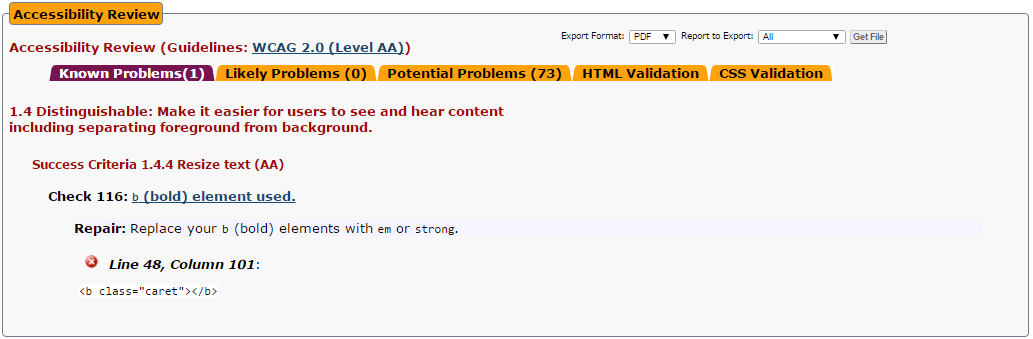 Accessibility Review
Export Format: PDF ▼ Report to Export: All ▼ Get File
Accessibility Review (Guidelines: WCAG 2.0 (Level AA))
Known Problems(1) Likely Problems (0) Potential Problems (73) HTML Validation CSS Validation
1.4 Distinguishable: Make it easier for users to see and hear content
including separating foreground from background.
Success Criteria 1.4.4 Resize text (AA)
Check 116: b (bold) element used.
Repair: Replace your b (bold) elements with em or strong.
Line 48, Column 101:
<b class="caret"></b>